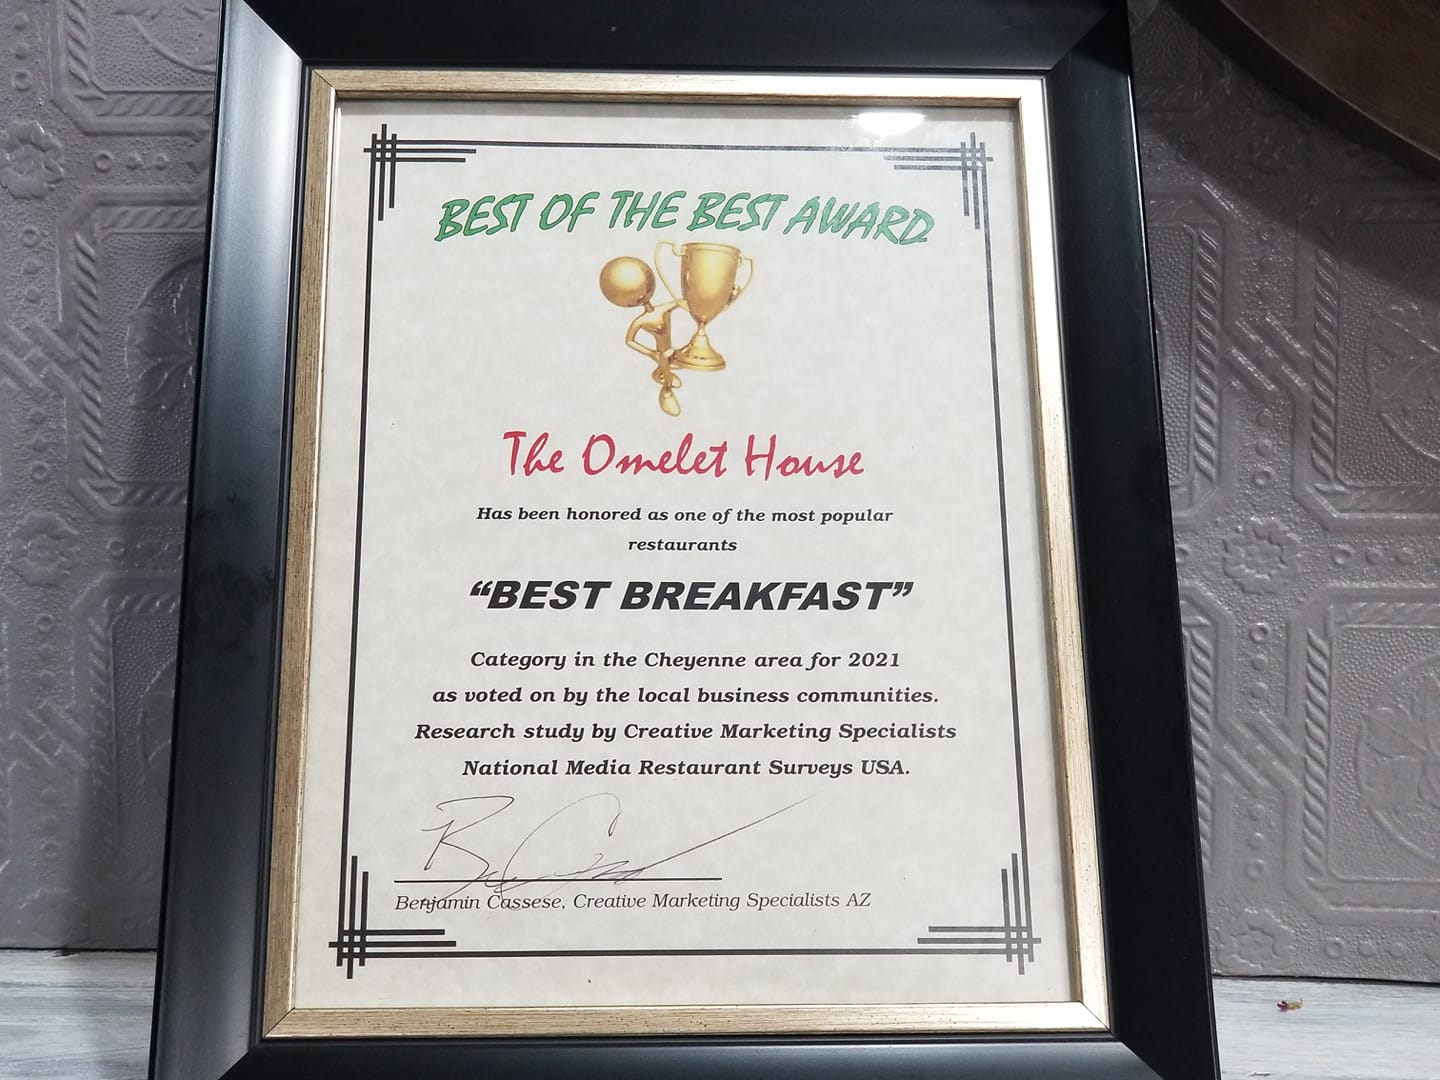 BEST OF THE BEST AWARD
The Omelet House
Has been honored as one of the most popular
restaurants
“BEST BREAKFAST”
Category in the Cheyenne area for 2021
as voted on by the local business communities.
Research study by Creative Marketing Specialists
National Media Restaurant Surveys USA.
Benjamin Cassese, Creative Marketing Specialists AZ